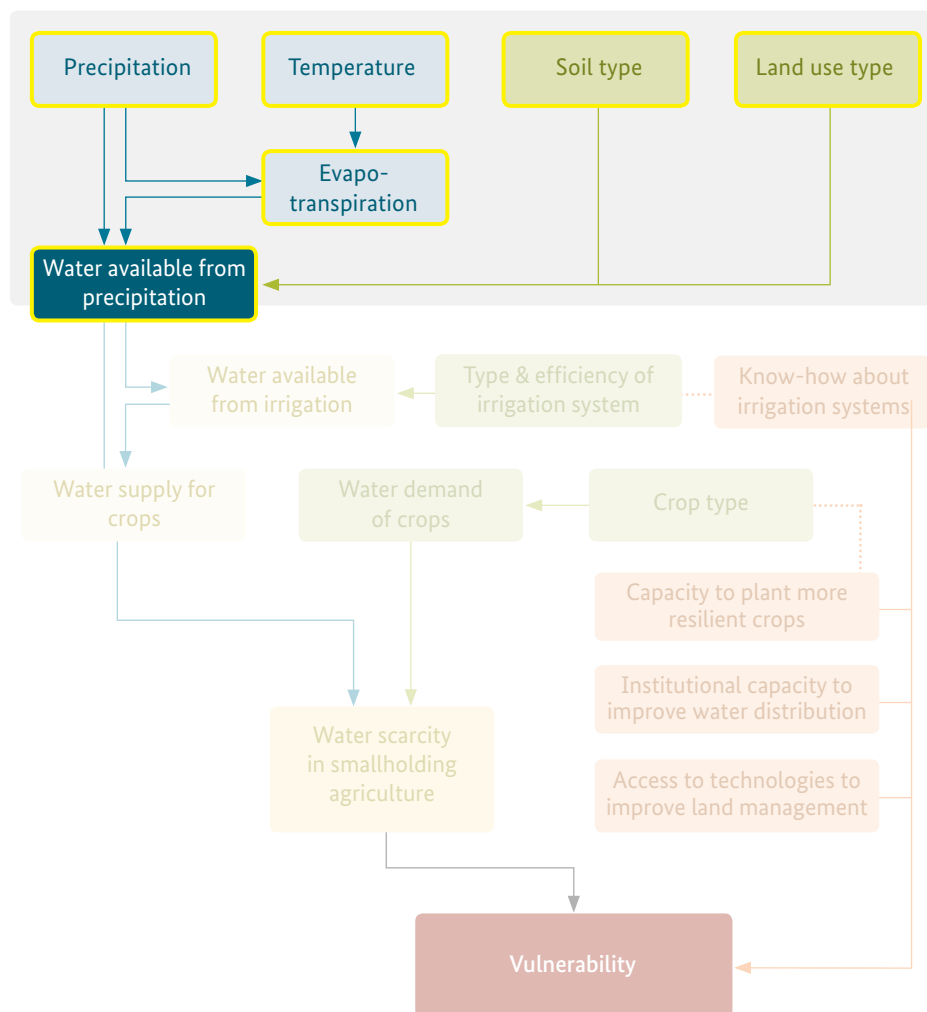 Precipitation
Temperature
Soil type
Land use type
Evapo-
transpiration
Water available from
precipitation
Water available
from irrigation
Type & efficiency of
irrigation system
Know-how about
irrigation systems
Water supply for
crops
Water demand
of crops
Crop type
Capacity to plant more
resilient crops
Institutional capacity to
improve water distribution
Water scarcity
in smallholding
agriculture
Access to technologies to
improve land management
Vulnerability